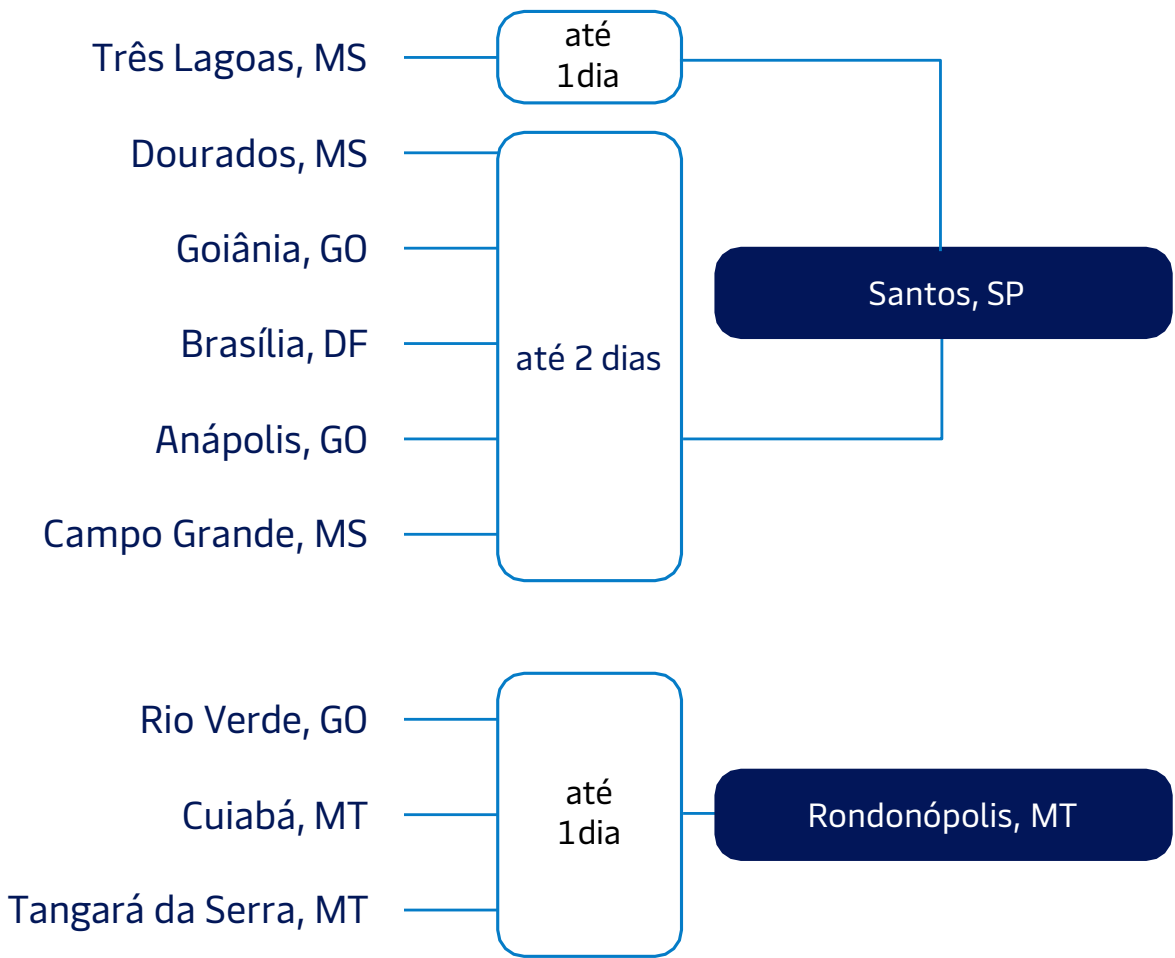 Três Lagoas, MS
até
1dia
Dourados, MS
Goiânia, GO
Brasília, DF
Anápolis, GO
Campo Grande, MS
até 2 dias
Santos, SP
Rio Verde, GO
Cuiabá, MT
Tangará da Serra, MT
até
1dia
Rondonópolis, MT